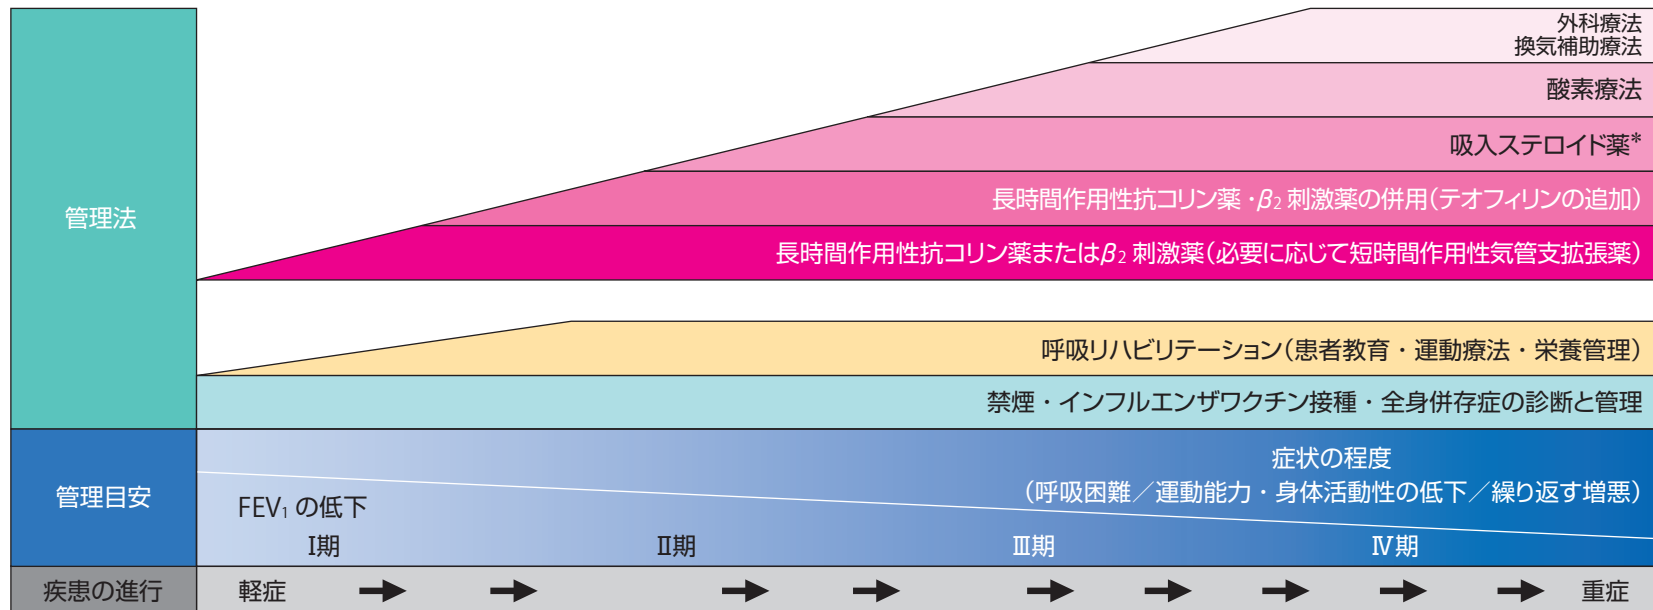 外科療法
換気補助療法
酸素療法
吸入ステロイド薬*
長時間作用性抗コリン薬・β2 刺激薬の併用(テオフィリンの追加)
管理法
長時間作用性抗コリン薬またはβ2 刺激薬(必要に応じて短時間作用性気管支拡張薬)
呼吸リハビリテーション(患者教育・運動療法・栄養管理)
禁煙・インフルエンザワクチン接種・全身併存症の診断と管理
管理目安
症状の程度
(呼吸困難/運動能力・身体活動性の低下/繰り返す増悪)
FEV1 の低下
Ⅰ期 Ⅱ期 Ⅲ期 Ⅳ期
疾患の進行 軽症 ➡ ➡ ➡ ➡ ➡ ➡ ➡ ➡ ➡ 重症